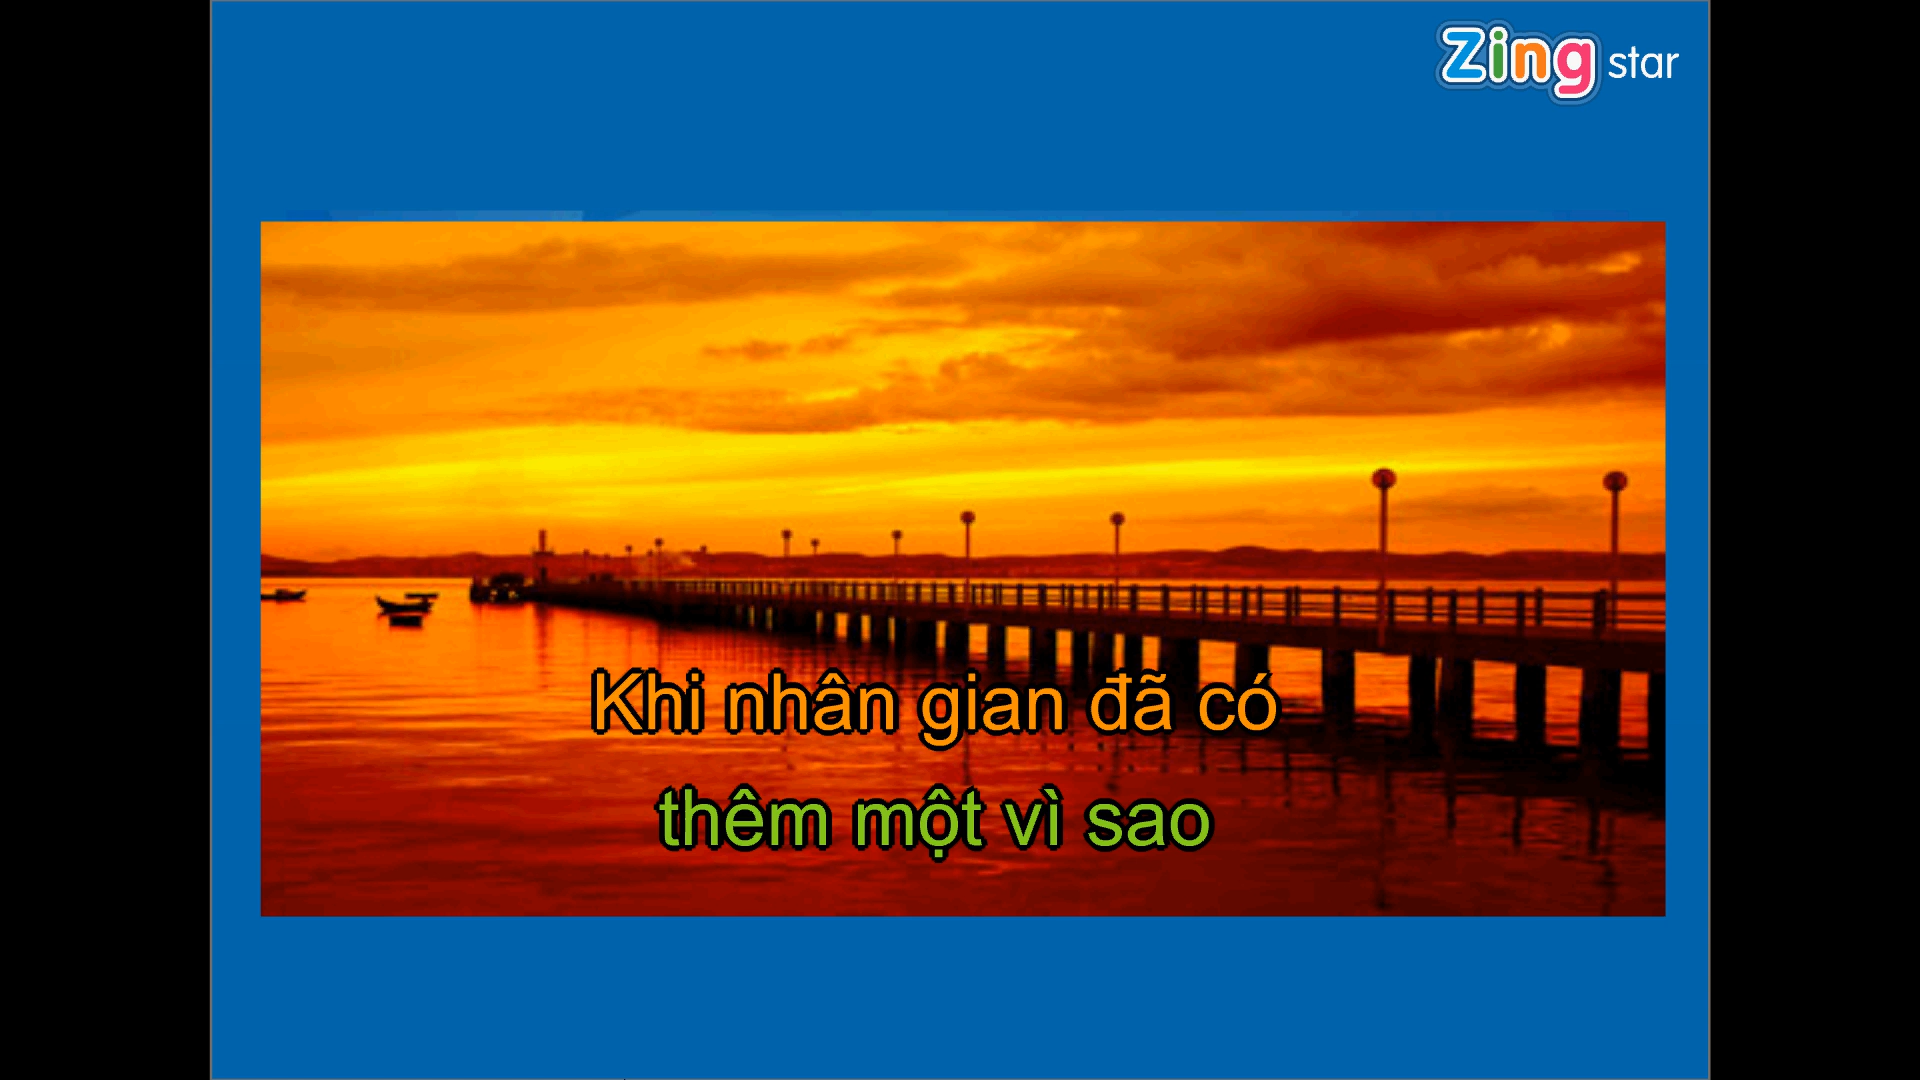 Zing star
Khi nhân gian đã có
thêm một vì sao